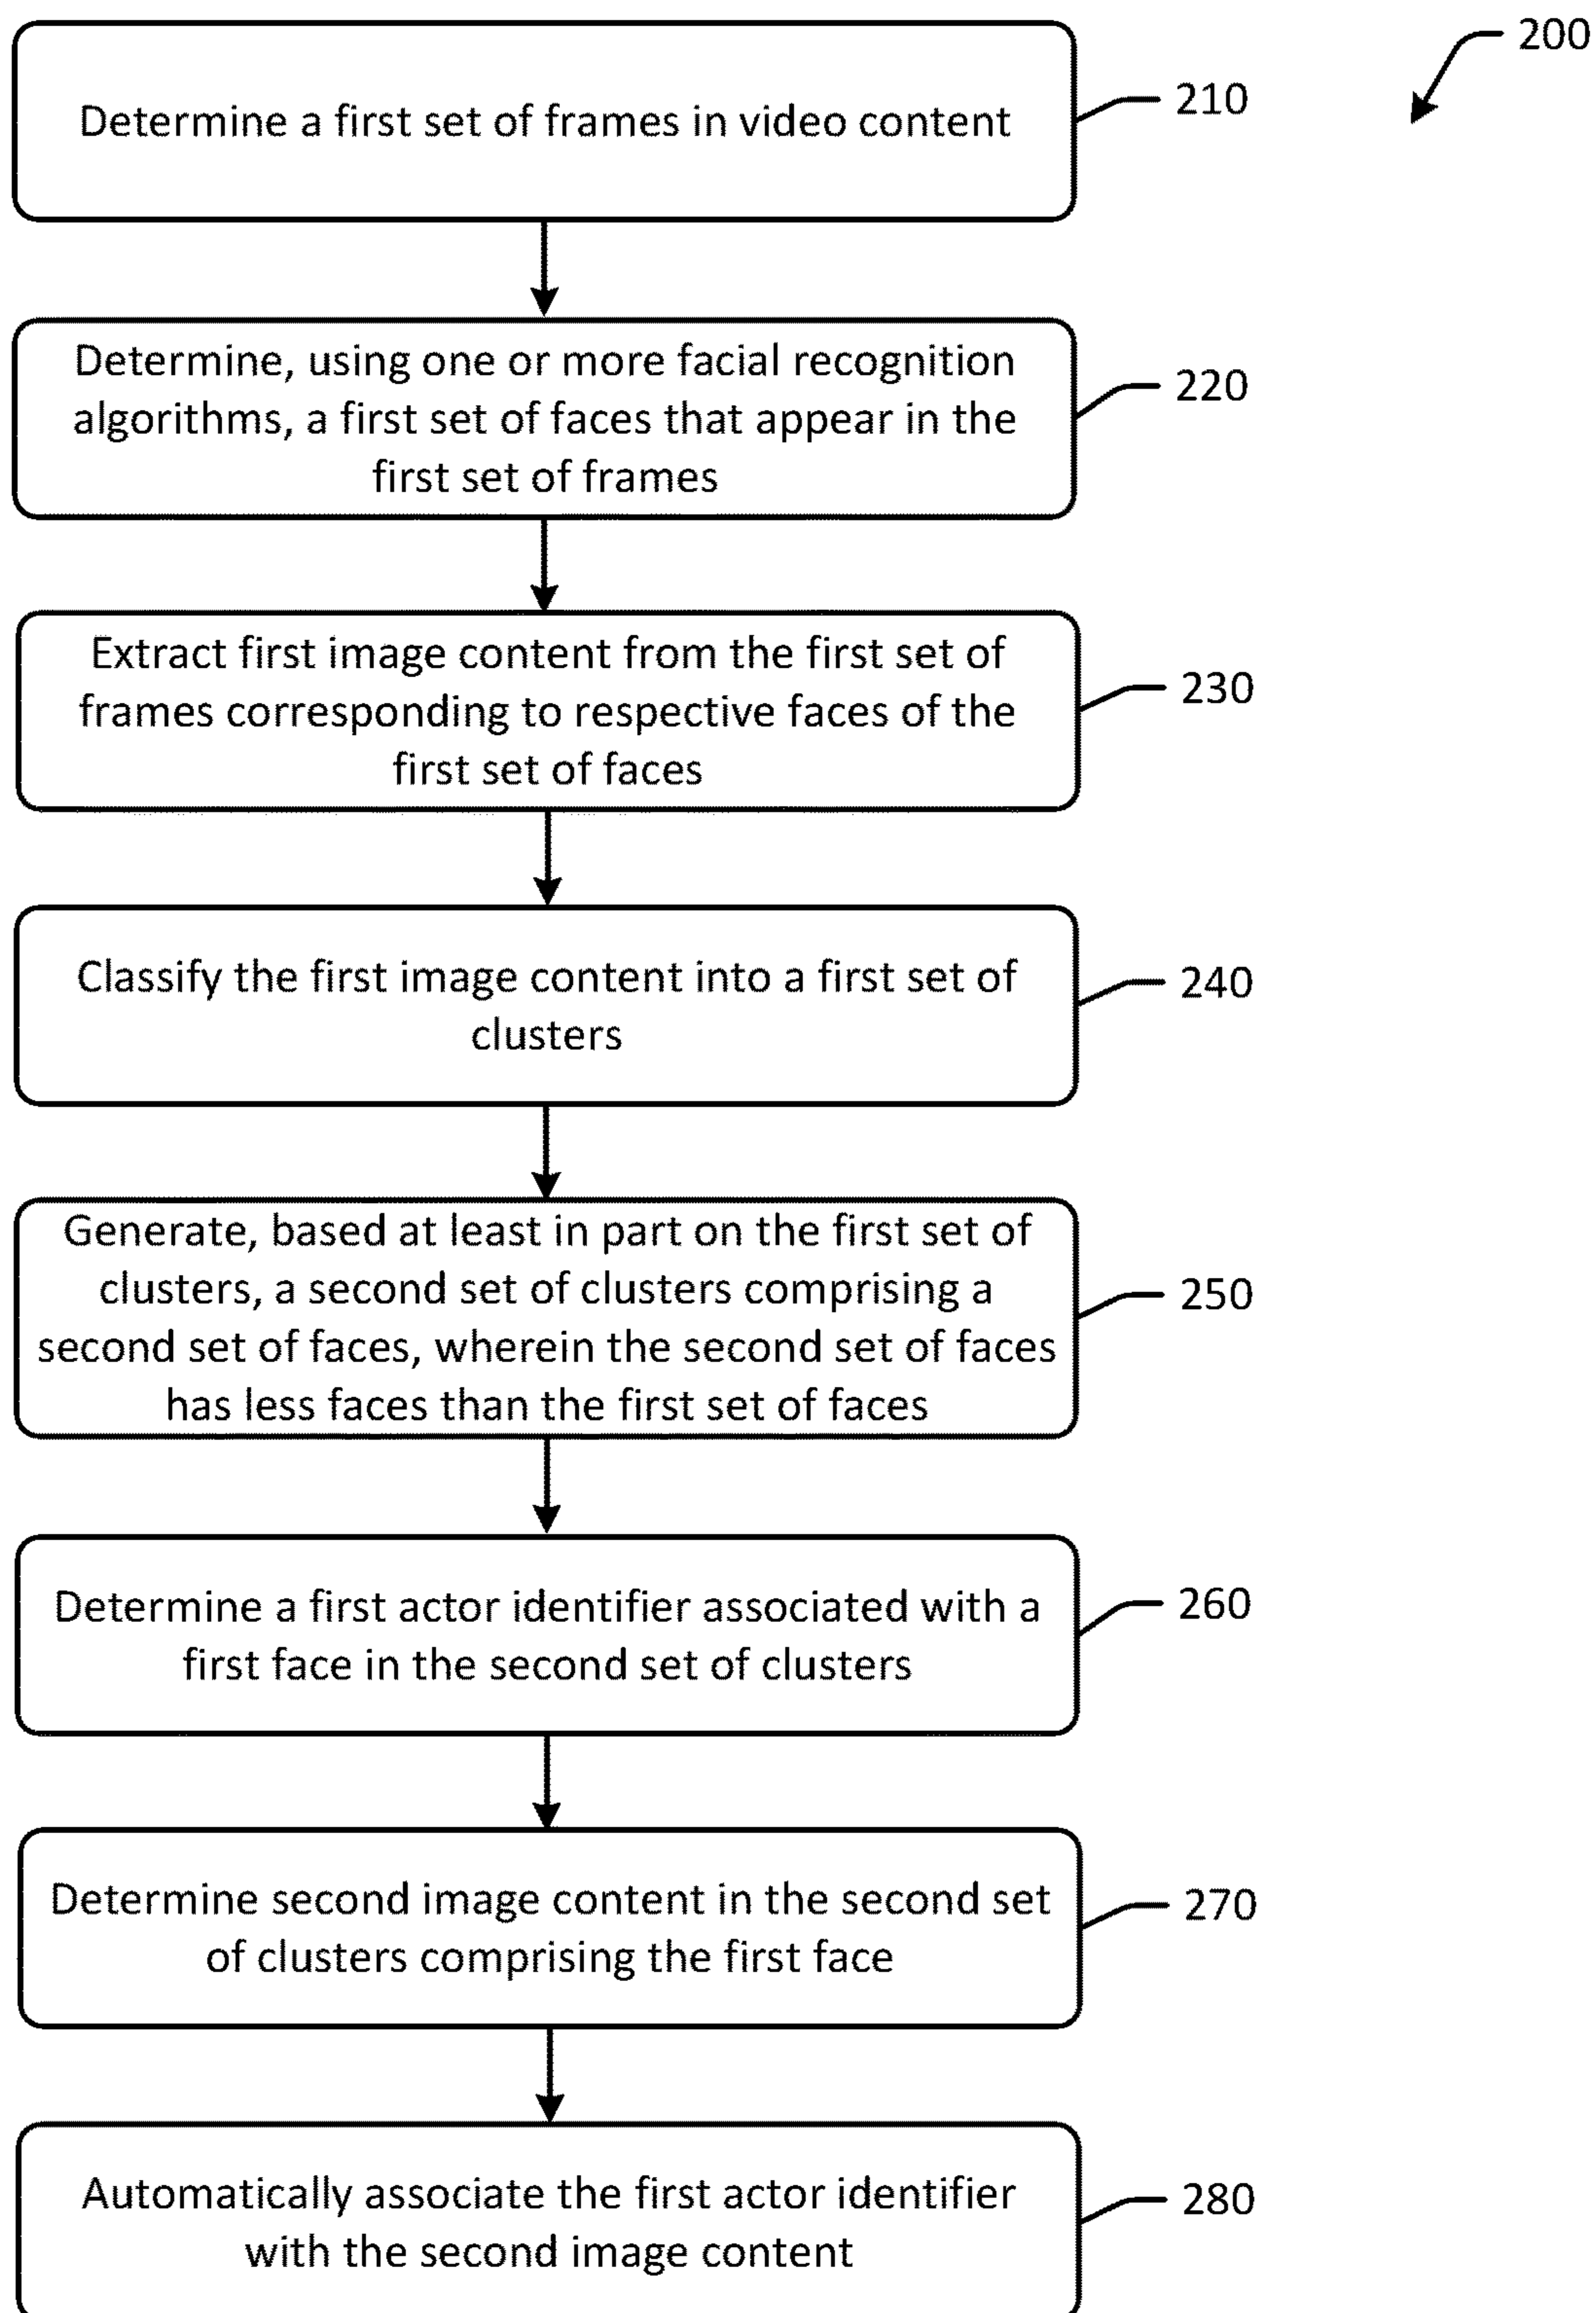 200
Determine a first set of frames in video content
210
Determine, using one or more facial recognition
algorithms, a first set of faces that appear in the
first set of frames
220
Extract first image content from the first set of
frames corresponding to respective faces of the
first set of faces
230
Classify the first image content into a first set of
clusters
240
Generate, based at least in part on the first set of
clusters, a second set of clusters comprising a
second set of faces, wherein the second set of faces
has less faces than the first set of faces
250
Determine a first actor identifier associated with a
first face in the second set of clusters
260
Determine second image content in the second set
of clusters comprising the first face
270
Automatically associate the first actor identifier
with the second image content
280